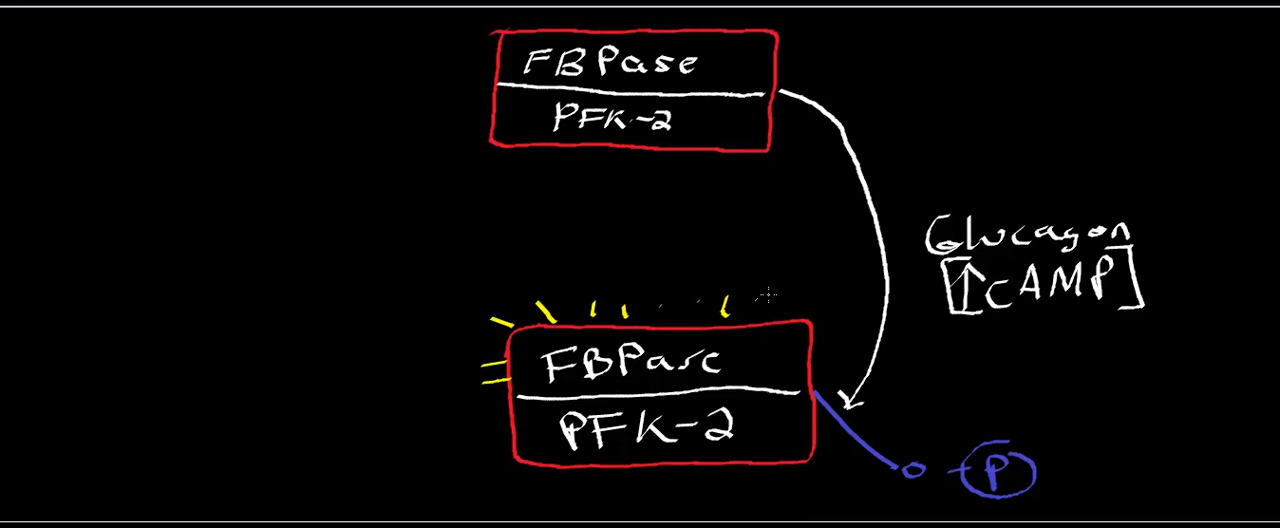 FBPase
PFK-2
Glucagon
[↑cAMP]
FBPase
PFK-2
O-P